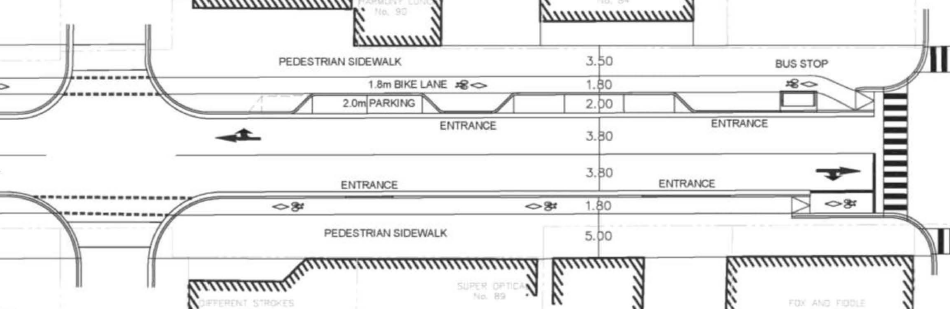 HARMONY LOUNGE
No. 80
No. 84
PEDESTRIAN SIDEWALK
3.50
BUS STOP
1.8m BIKE LANE
1.80
2.0m PARKING
2.00
ENTRANCE
ENTRANCE
3.80
3.80
ENTRANCE
ENTRANCE
1.80
PEDESTRIAN SIDEWALK
5.00
DIFFERENT STROKES
SUPER OPTICAL
No. 89
FOX AND FIDDLE